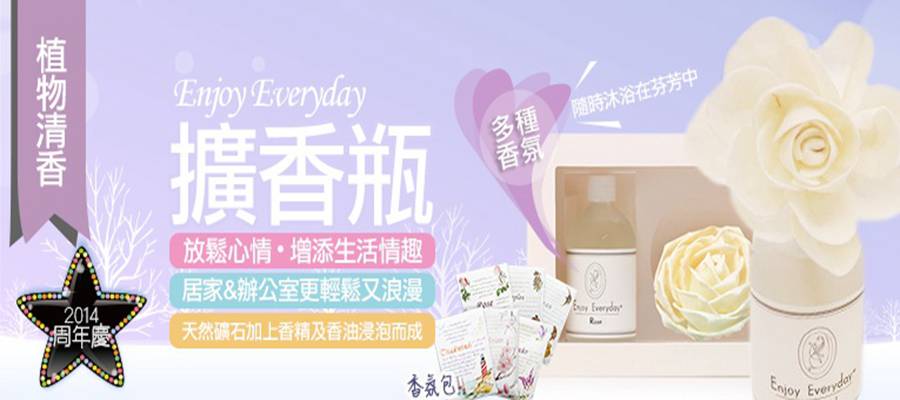 植物清香
2014
周年慶
Enjoy Everyday
擴香瓶
放鬆心情・增添生活情趣
居家&辦公室更輕鬆又浪漫
天然礦石加上香精及香油浸泡而成
多種
香氛
隨時沐浴在芬芳中
Enjoy Everyday
Rose
Rose
香氛包
Enjoy Everyday